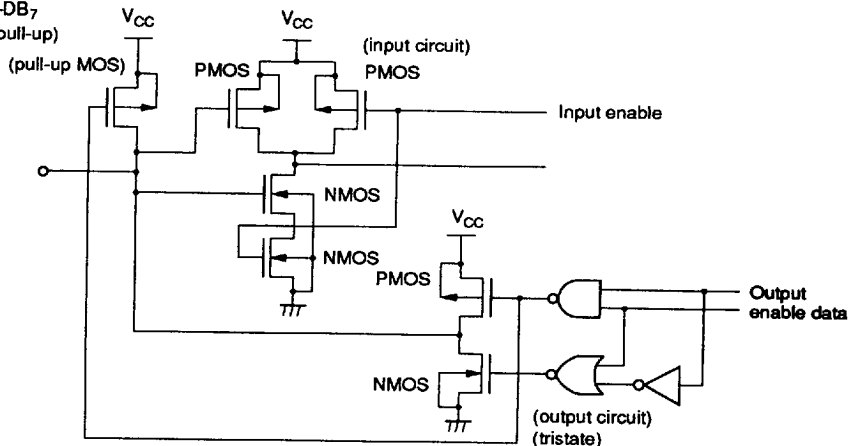 -DB7
pull-up)
VCC
VCC
(input circuit)
(pull-up MOS)
PMOS
PMOS
Input enable
NMOS
VCC
NMOS
PMOS
Output
enable data
NMOS
(output circuit)
(tristate)